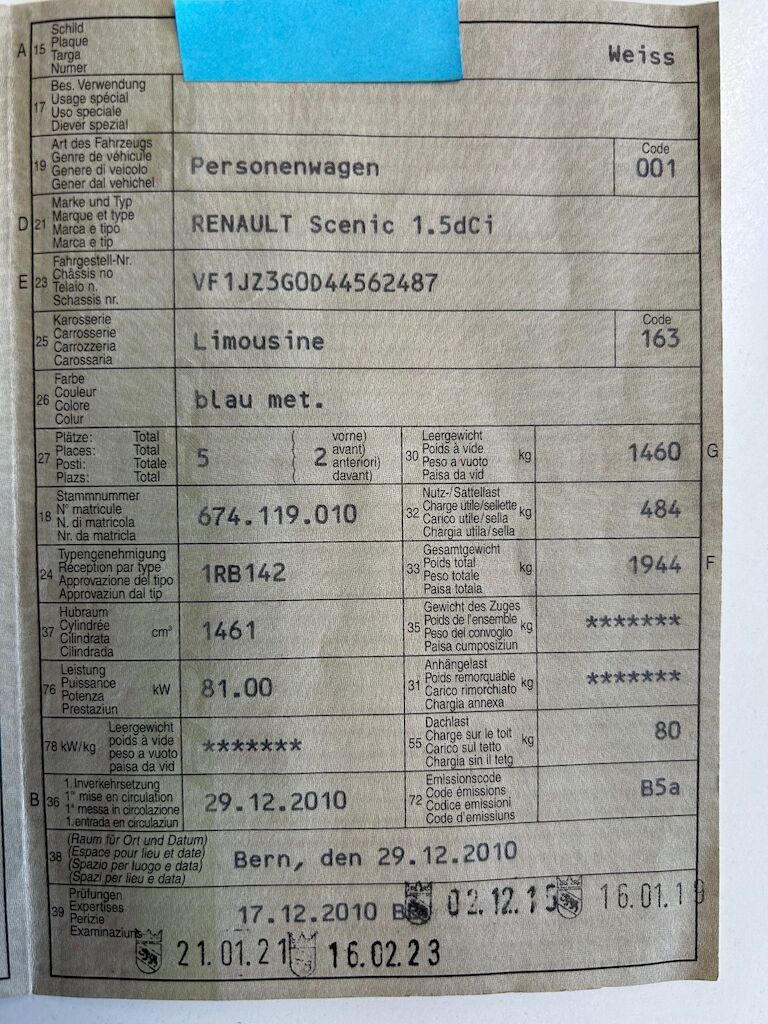 A 15 Schild
Plaque
Targa
Numer
Weiss
17 Bes. Verwendung
Usage spécial
Uso speciale
Diever spezial
19 Art des Fahrzeugs
Genre de véhicule
Genere di veicolo
Gener dal vehichel
Personenwagen
Code
001
D 21 Marke und Typ
Marque et type
Marca e tipo
Marca e tip
RENAULT Scenic 1.5dCi
E 23 Fahrgestell-Nr.
Châssis no
Telaio n.
Schassis nr.
VF1JZ3G0D44562487
25 Karosserie
Carrosserie
Carrozzeria
Carossaria
Limousine
Code
163
26 Farbe
Couleur
Colore
Colur
blau met.
27 Plätze: Total
Places: Total
Posti: Totale
Plazs: Total
5
( vorne)
( avant)
( 2 anteriori)
( davant)
30 Leergewicht
Poids à vide
Peso a vuoto
Paisa da vid
kg
1460 G
18 Stammnummer
N° matricule
N. di matricola
Nr. da matricla
674.119.010
32 Nutz-/Sattellast
Charge utile/sellette
Carico utile/sella
Chargia utila/sella
kg
484
24 Typengenehmigung
Réception par type
Approvazione del tipo
Approvaziun dal tip
1RB142
33 Gesamtgewicht
Poids total
Peso totale
Paisa totala
kg
1944 F
37 Hubraum
Cylindrée
Cilindrata
Cilindrada
cm³
1461
35 Gewicht des Zuges
Poids de l'ensemble
Peso del convoglio
Paisa cumposiziun
kg
*******
76 Leistung
Puissance
Potenza
Prestaziun
kW
81.00
31 Anhängelast
Poids remorquable
Carico rimorchiato
Chargia annexa
kg
*******
78 kW/kg
Leergewicht
poids à vide
peso a vuoto
paisa da vid
*******
55 Dachlast
Charge sur le toit
Carico sul tetto
Chargia sin il tetg
kg
80
B 36 1. Inverkehrsetzung
1re mise en circulation
1a messa in circolazione
1. entrada en circulaziun
29.12.2010
72 Emissionscode
Code émissions
Codice emissioni
Code d'emissiuns
B5a
38 (Raum für Ort und Datum)
(Espace pour lieu et date)
(Spazio per luogo e data)
(Spazi per lieu e data)
Bern, den 29.12.2010
39 Prüfungen
Expertises
Perizie
Examinaziuns
17.12.2010
02.12.15
16.01.19
21.01.21
16.02.23